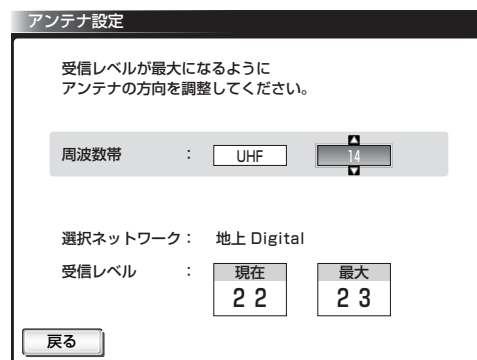 アンテナ設定
受信レベルが最大になるように
アンテナの方向を調整してください。
周波数帯 : UHF 14
選択ネットワーク： 地上 Digital
受信レベル : 現在 最大
２２ ２３
戻る